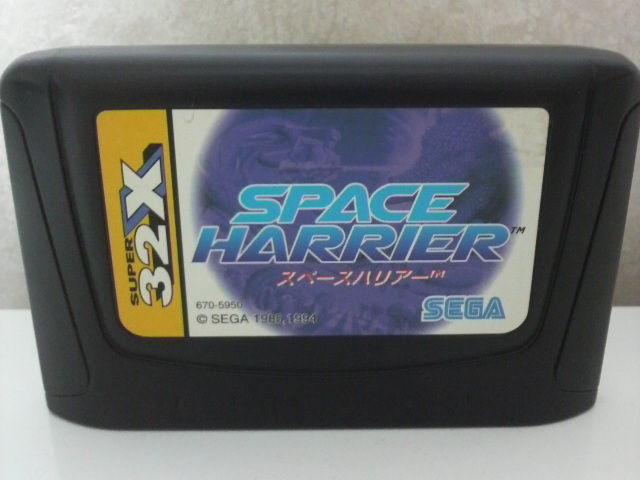 SUPER 32X
SPACE
HARRIER™
スペースハリアー™
670-5950
© SEGA 1986,1994
SEGA